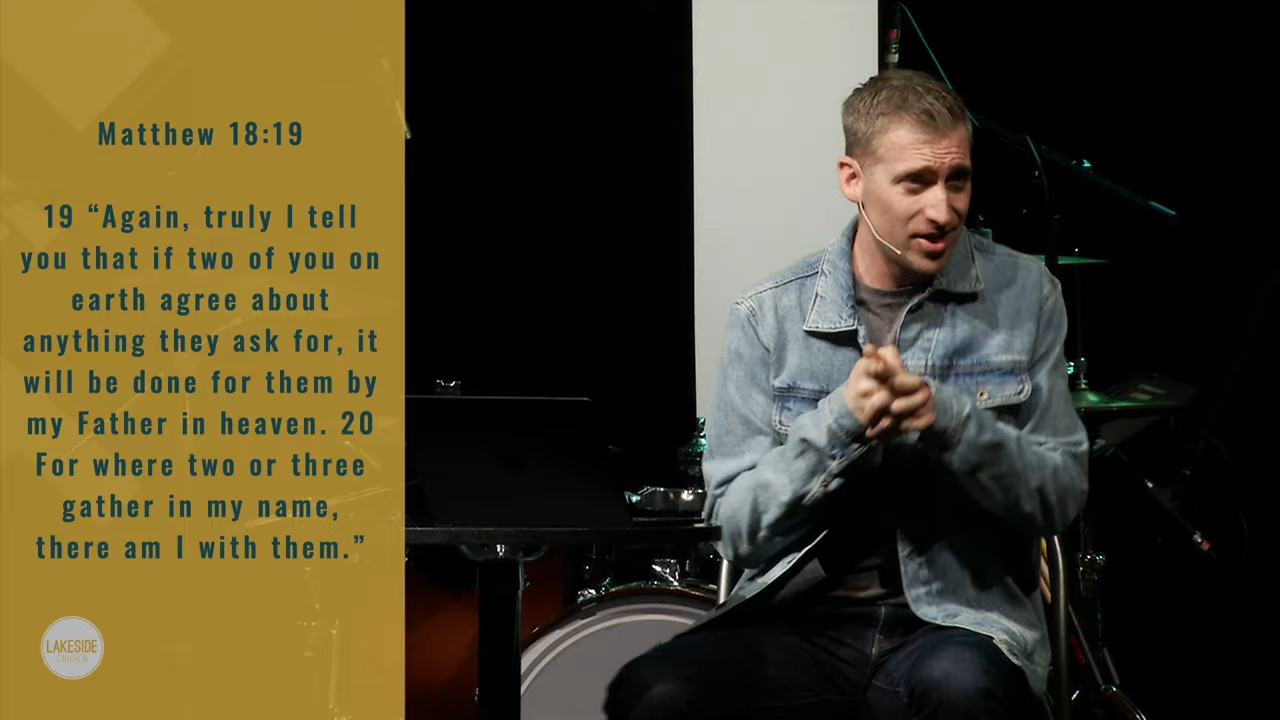 Matthew 18:19
19 “Again, truly I tell
you that if two of you on
earth agree about
anything they ask for, it
will be done for them by
my Father in heaven. 20
For where two or three
gather in my name,
there am I with them.”
LAKESIDE
CHURCH